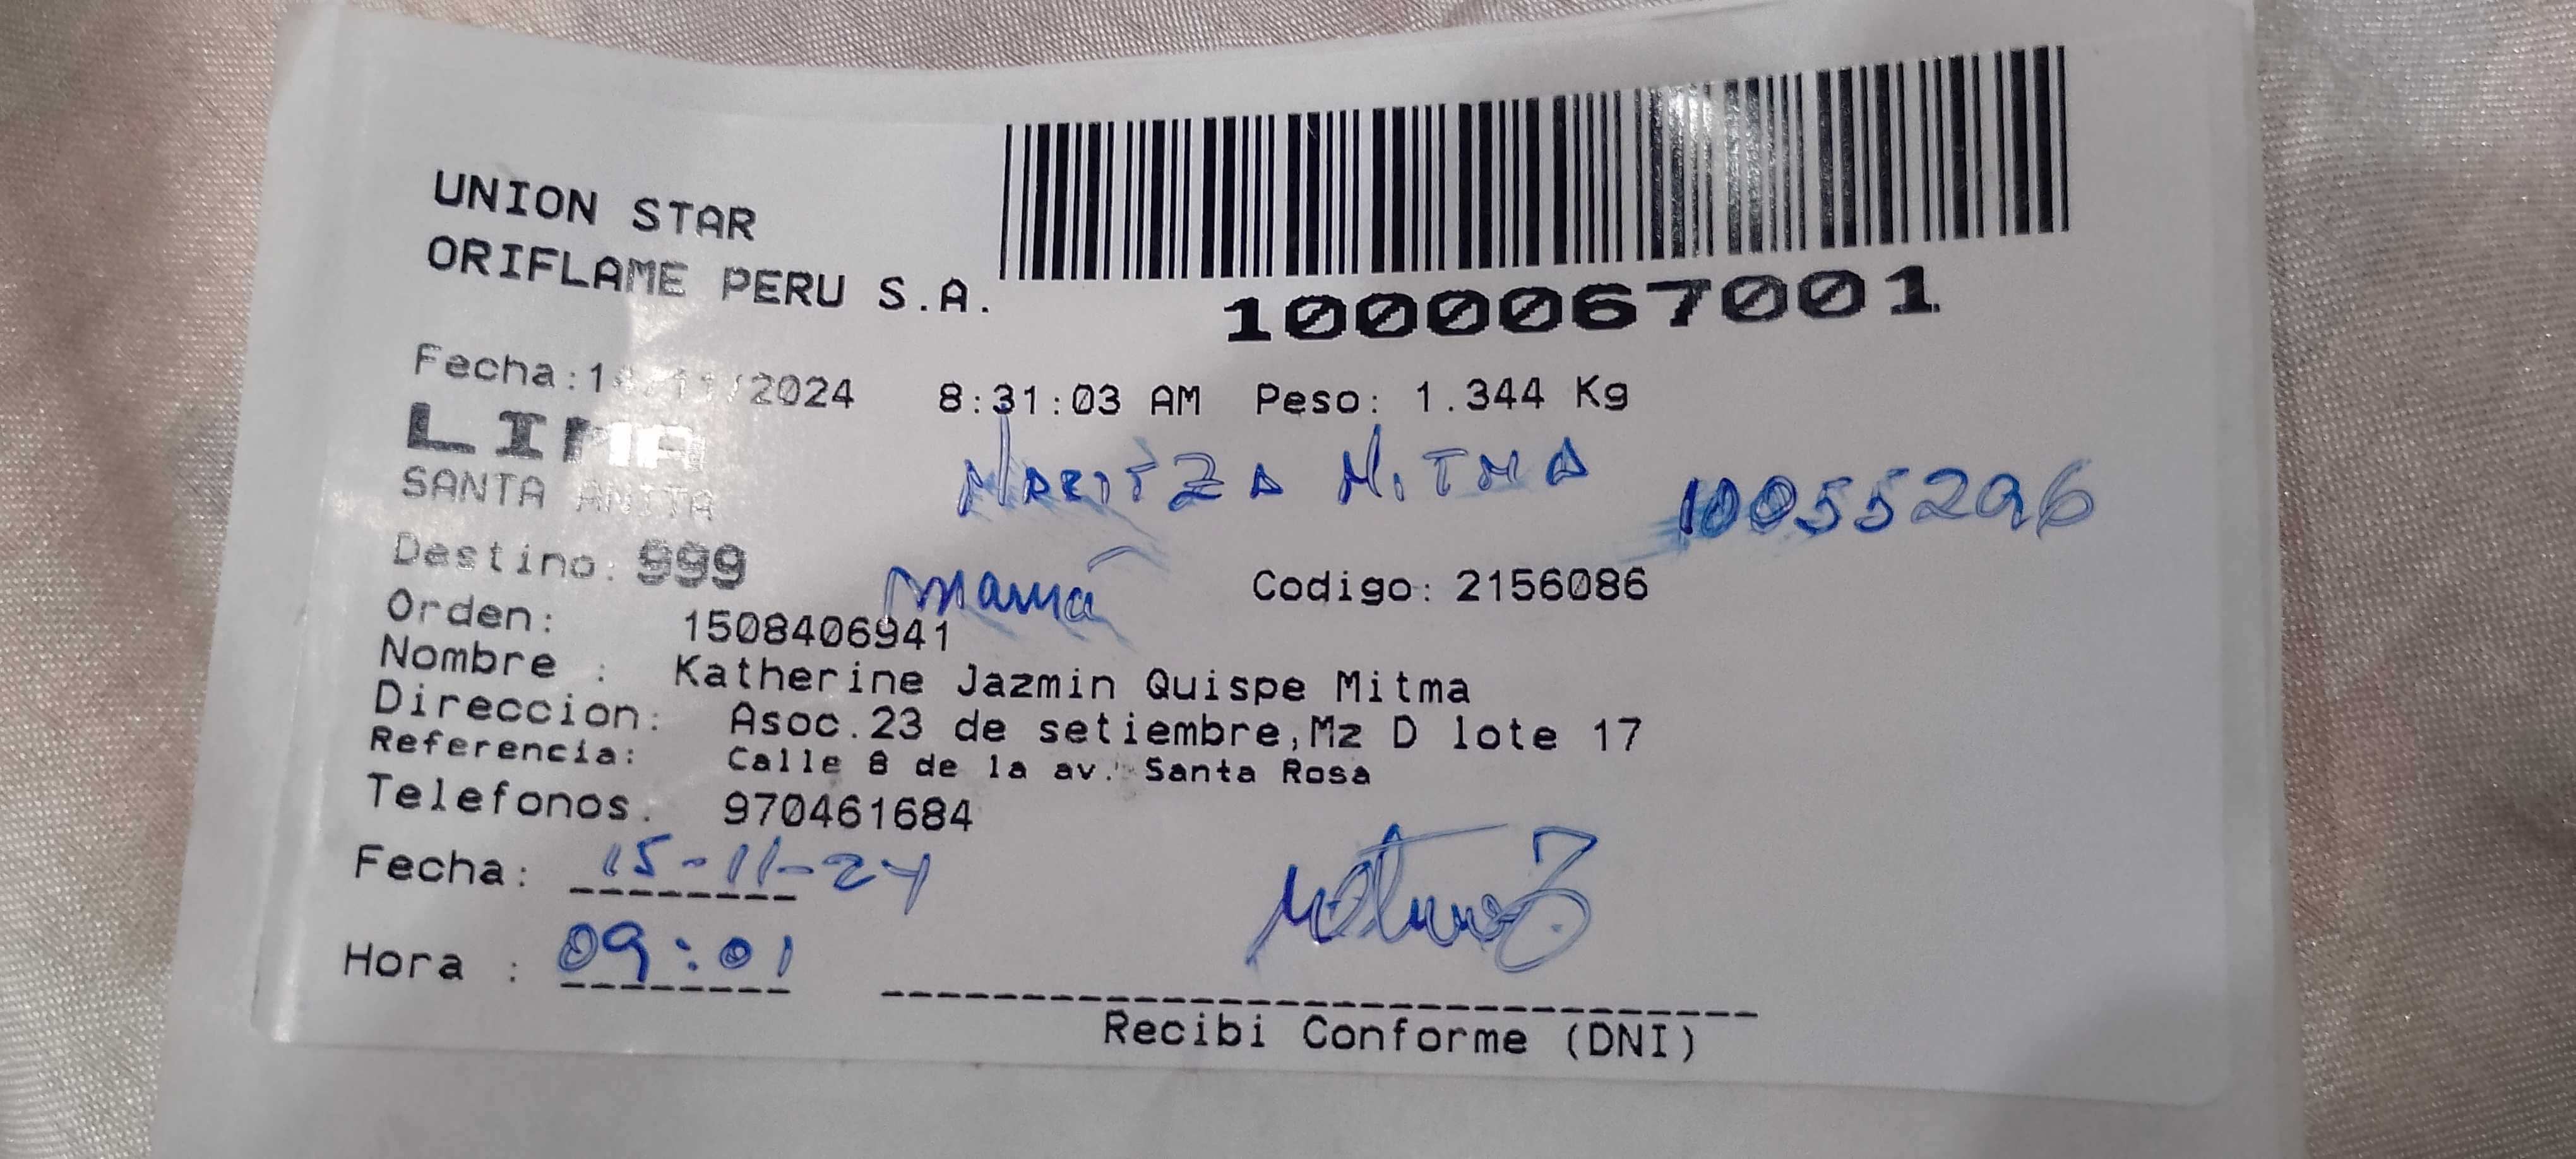 UNION STAR
ORIFLAME PERU S.A.
1000067001
Fecha:14/11/2024 8:31:03 AM Peso: 1.344 Kg
LIMA
SANTA ANITA
MARITZA MITMA 10055296
Destino: 999
mamá
Codigo: 2156086
Orden: 1508406941
Nombre : Katherine Jazmin Quispe Mitma
Direccion: Asoc.23 de setiembre,Mz D lote 17
Referencia: Calle 8 de la av. Santa Rosa
Telefonos. 970461684
Fecha: 15-11-24
Hora : 09:01
Recibi Conforme (DNI)